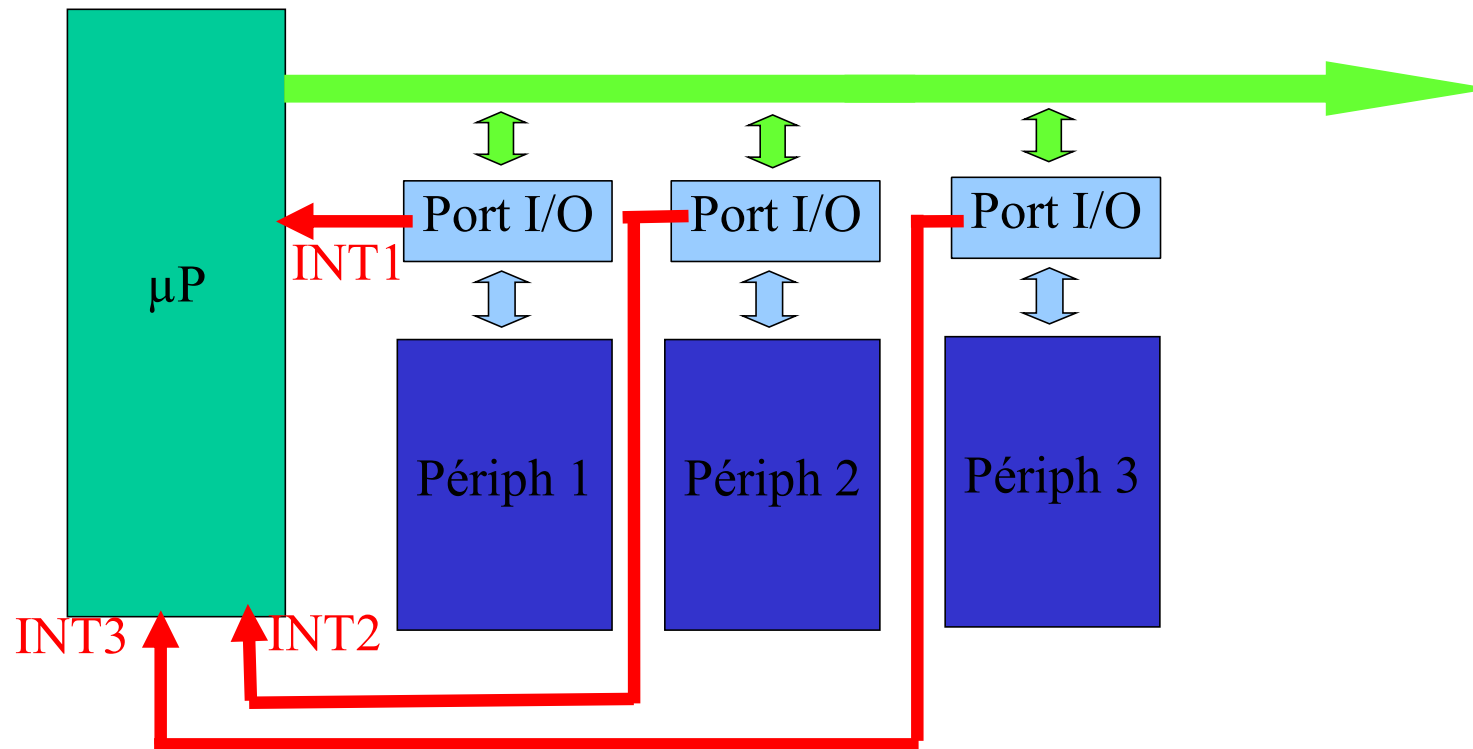 Port I/O
Port I/O
Port I/O
INT1
µP
Périph 1
Périph 2
Périph 3
INT3
INT2